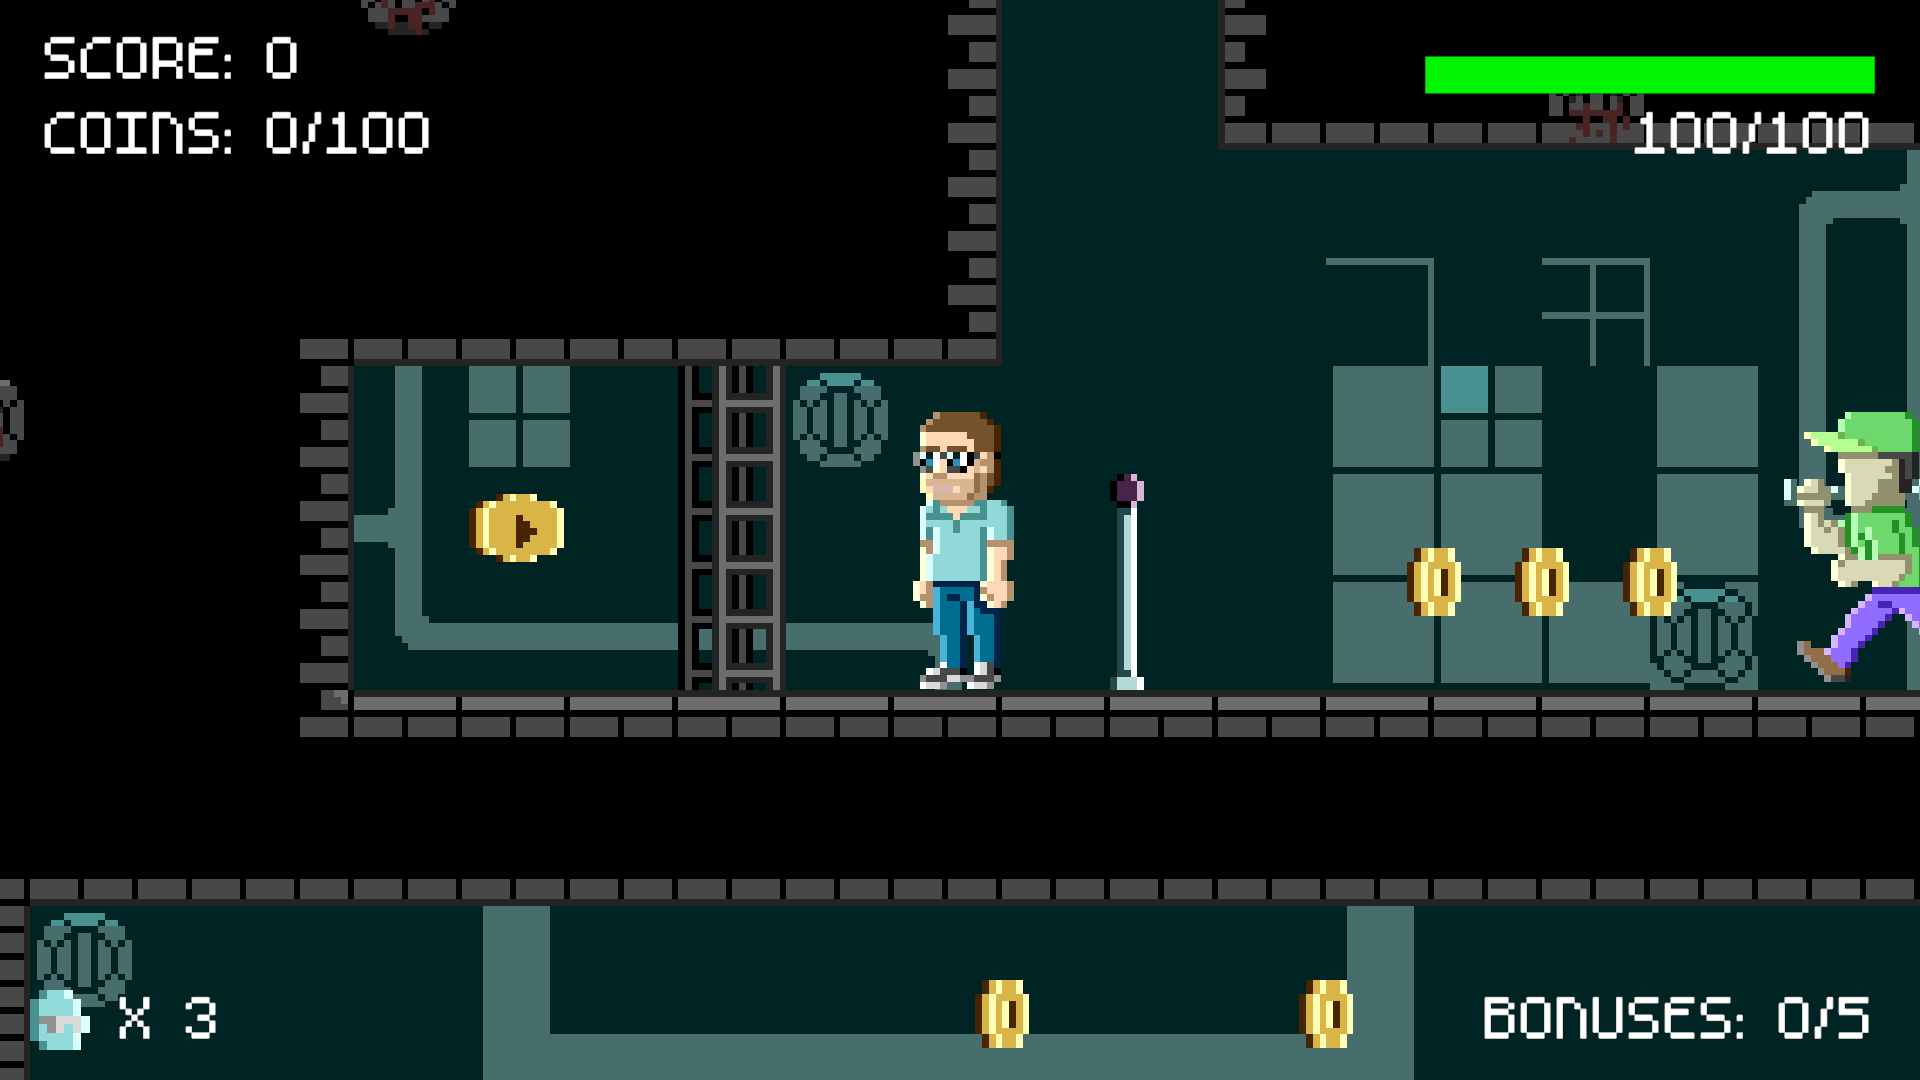 SCORE: 0
COINS: 0/100
100/100
X 3
BONUSES: 0/5